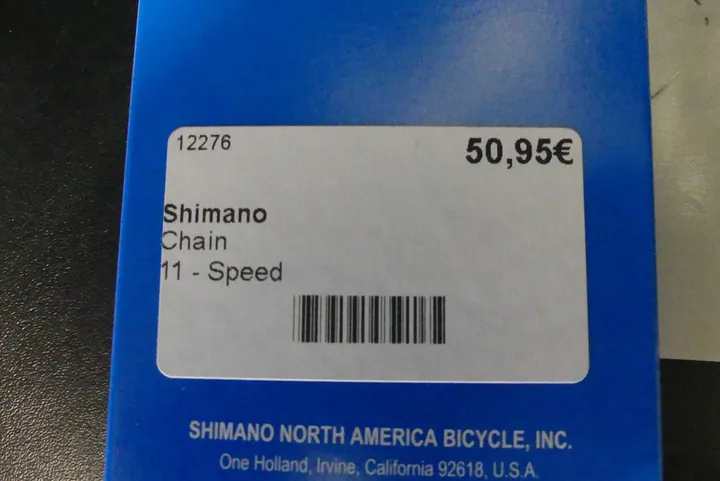 12276
50,95€
Shimano
Chain
11 - Speed
SHIMANO NORTH AMERICA BICYCLE, INC.
One Holland, Irvine, California 92618, U.S.A.